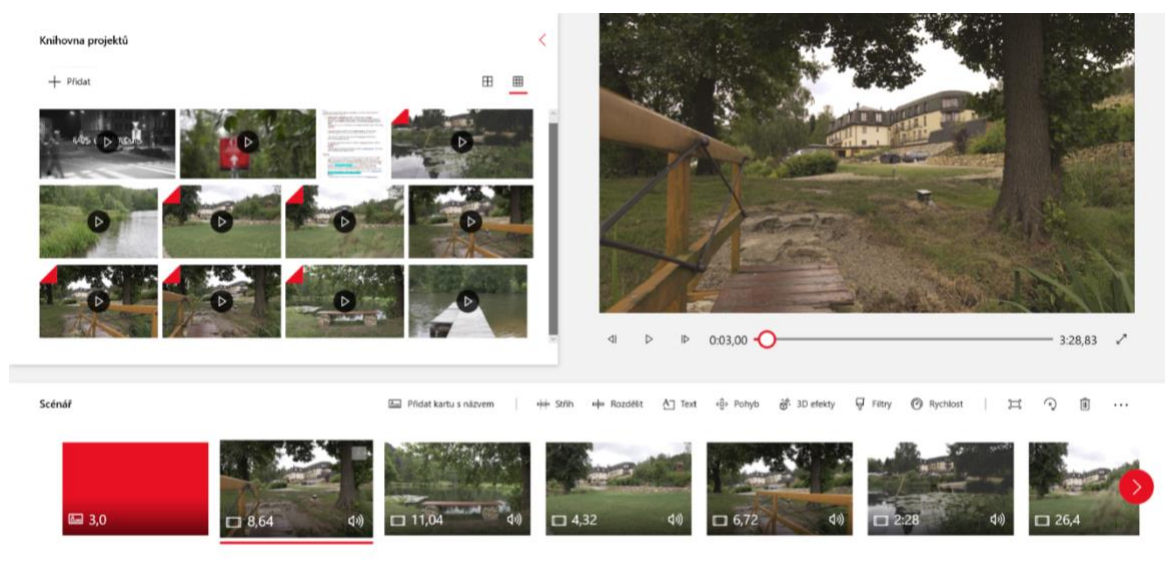 Knihovna projektů
Přidat
0:03,00
3:28,83
Scénář
Přidat kartu s názvem
Střih
Rozdělit
Text
Pohyb
3D efekty
Filtry
Rychlost
3,0
8,64
11,04
4,32
6,72
2:28
26,4